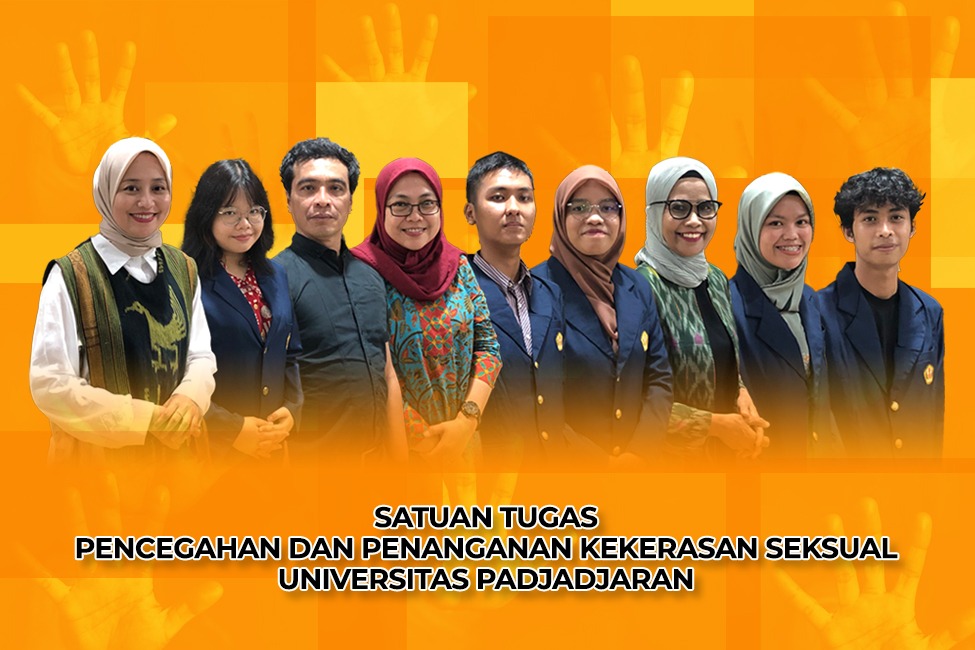 SATUAN TUGAS
PENCEGAHAN DAN PENANGANAN KEKERASAN SEKSUAL
UNIVERSITAS PADJADJARAN